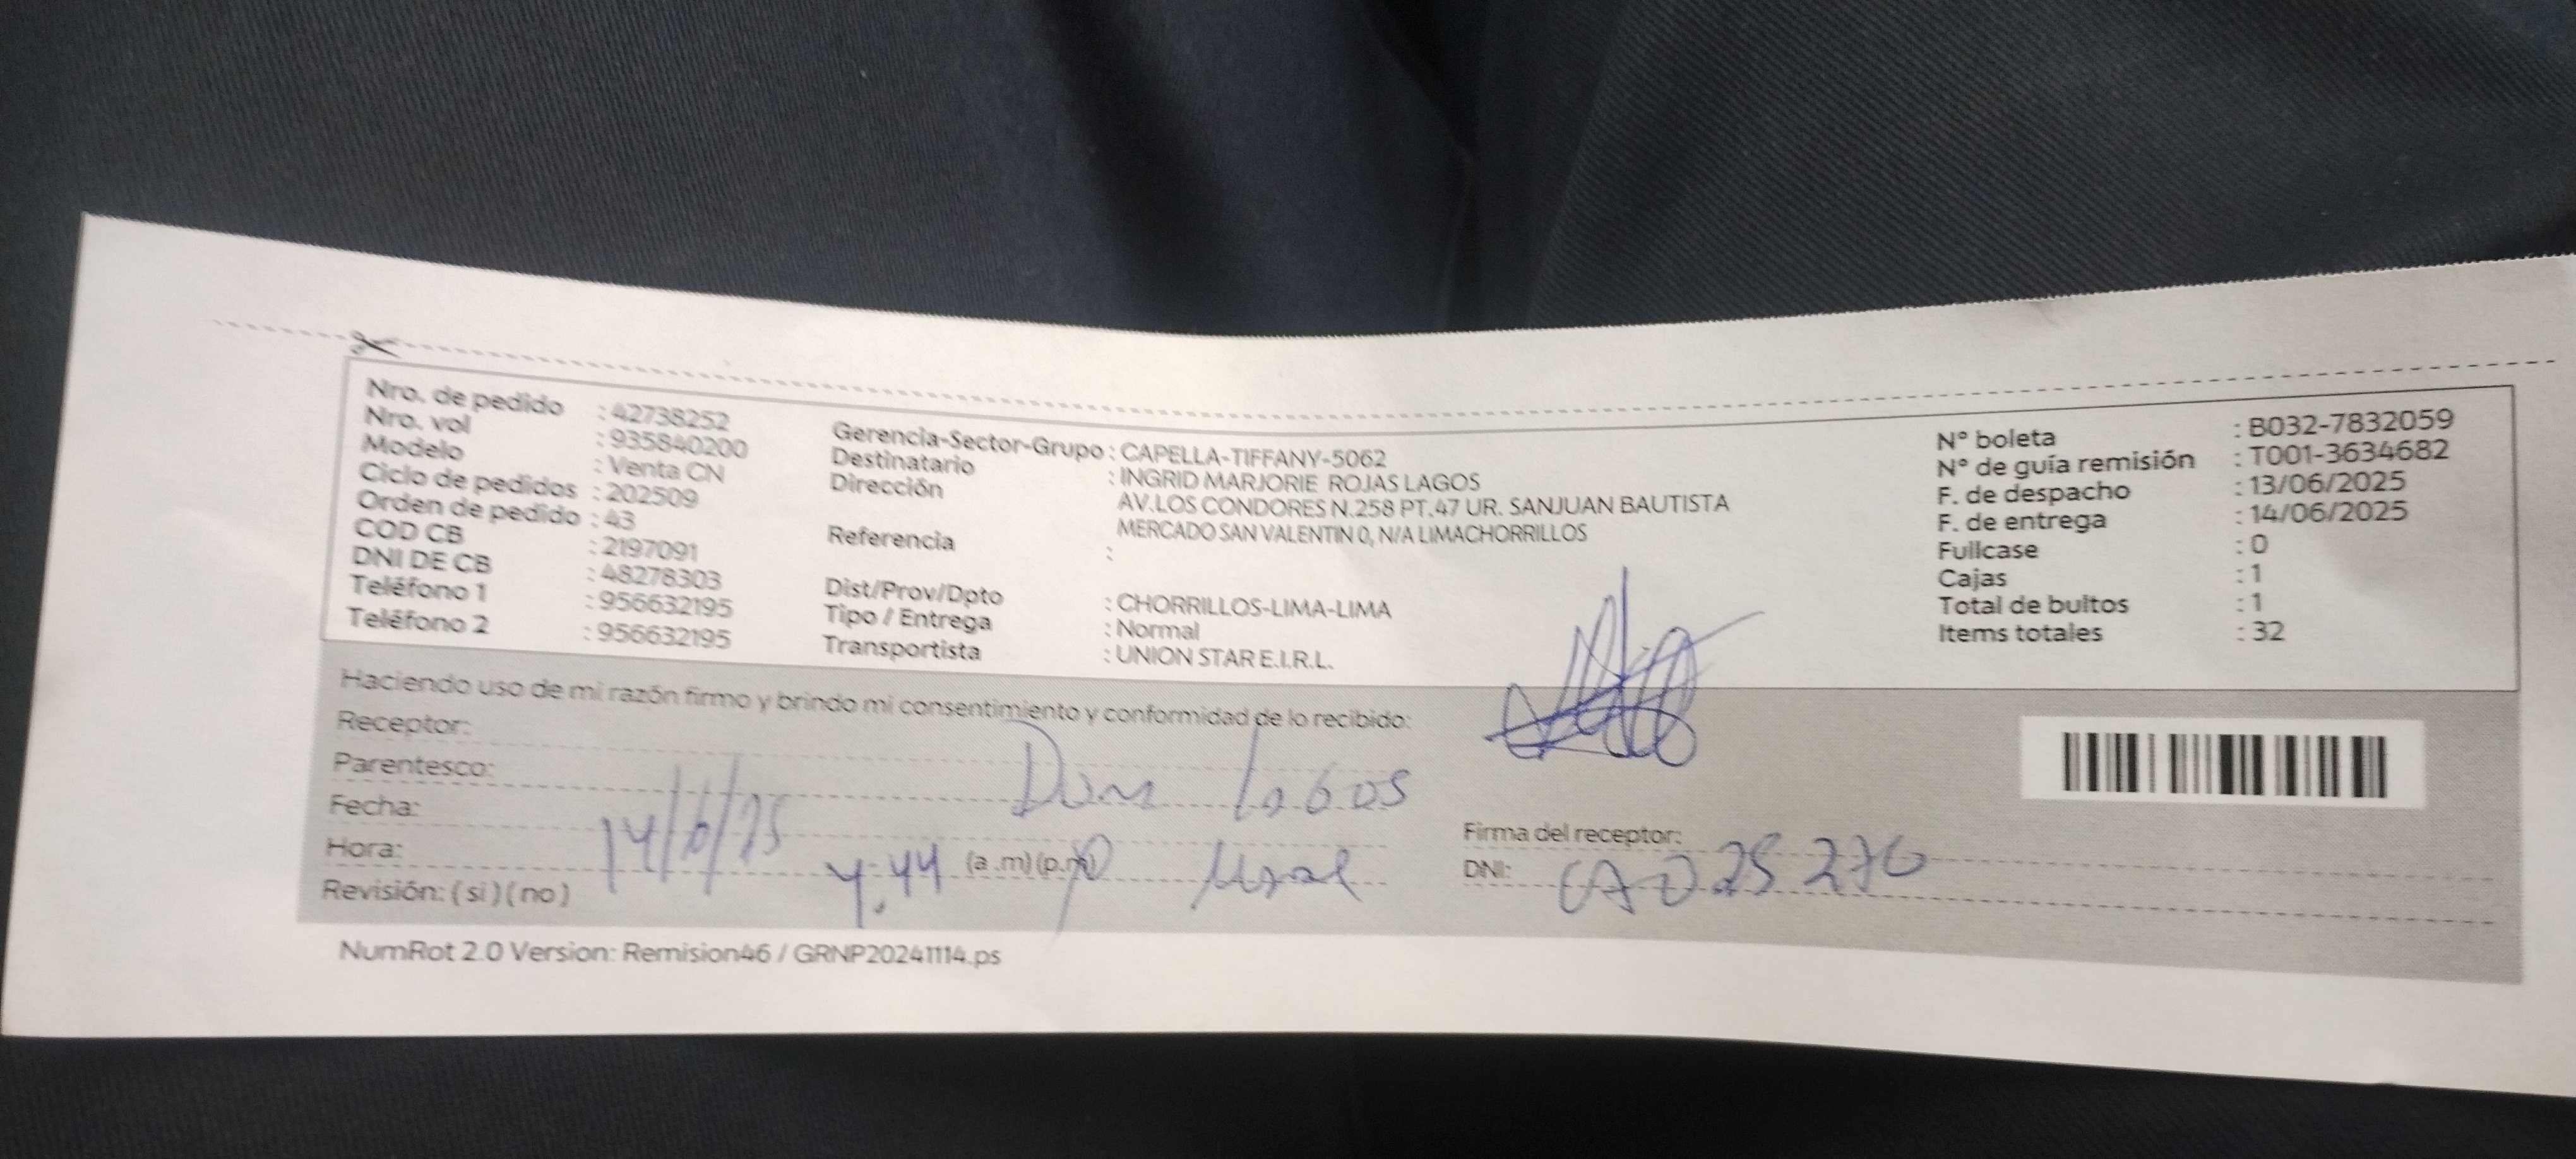 Nro. de pedido : 42738252
Nro. vol : 935840200
Modelo : Venta CN
Ciclo de pedidos : 202509
Orden de pedido : 43
COD CB : 2197091
DNI DE CB : 48278303
Teléfono 1 : 956632195
Teléfono 2 : 956632195
Gerencia-Sector-Grupo : CAPELLA-TIFFANY-5062
Destinatario : INGRID MARJORIE ROJAS LAGOS
Dirección AV.LOS CONDORES N.258 PT.47 UR. SANJUAN BAUTISTA
MERCADO SAN VALENTIN 0, N/A LIMACHORRILLOS
Referencia :
Dist/Prov/Dpto : CHORRILLOS-LIMA-LIMA
Tipo / Entrega : Normal
Transportista : UNION STAR E.I.R.L.
N° boleta : B032-7832059
N° de guía remisión : T001-3634682
F. de despacho : 13/06/2025
F. de entrega : 14/06/2025
Fullcase : 0
Cajas : 1
Total de bultos : 1
Items totales : 32
Haciendo uso de mi razón firmo y brindo mi consentimiento y conformidad de lo recibido:
Receptor:
Parentesco:
Fecha: 14/6/25
Hora: 4:44 (a .m) (p.m)
Revisión: ( si ) ( no )
Firma del receptor:
DNI:
NumRot 2.0 Version: Remision46 / GRNP20241114.ps